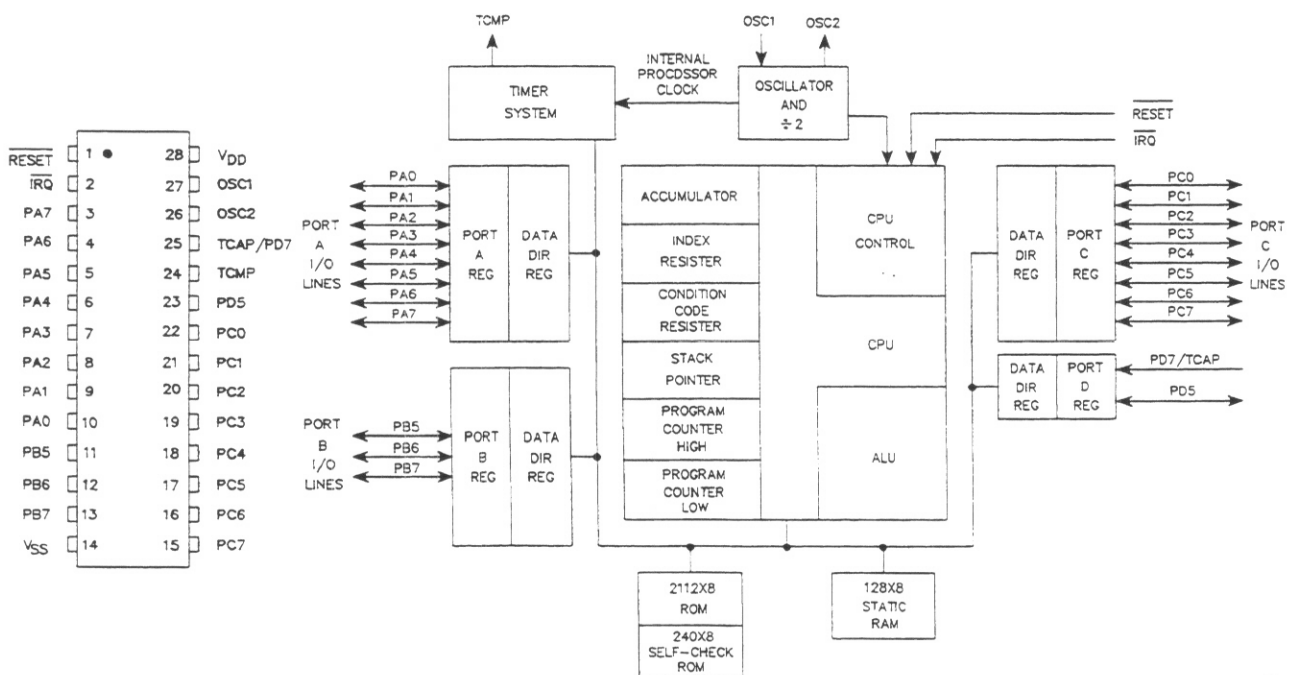 TCMP
OSC1
OSC2
INTERNAL
PROCDSSOR
CLOCK
TIMER
SYSTEM
OSCILLATOR
AND
÷2
RESET
IRQ
RESET 1 28 VDD
IRQ 2 27 OSC1
PA7 3 26 OSC2
PA6 4 25 TCAP/PD7
PA5 5 24 TCMP
PA4 6 23 PD5
PA3 7 22 PC0
PA2 8 21 PC1
PA1 9 20 PC2
PA0 10 19 PC3
PB5 11 18 PC4
PB6 12 17 PC5
PB7 13 16 PC6
VSS 14 15 PC7
PORT
A
I/O
LINES
PA0
PA1
PA2
PA3
PA4
PA5
PA6
PA7
PORT
A
REG
DATA
DIR
REG
PORT
B
I/O
LINES
PB5
PB6
PB7
PORT
B
REG
DATA
DIR
REG
ACCUMULATOR
INDEX
RESISTER
CONDITION
CODE
RESISTER
STACK
POINTER
PROGRAM
COUNTER
HIGH
PROGRAM
COUNTER
LOW
CPU
CONTROL
CPU
ALU
DATA
DIR
REG
PORT
C
REG
PC0
PC1
PC2
PC3
PC4
PC5
PC6
PC7
PORT
C
I/O
LINES
DATA
DIR
REG
PORT
D
REG
PD7/TCAP
PD5
2112X8
ROM
240X8
SELF-CHECK
ROM
128X8
STATIC
RAM